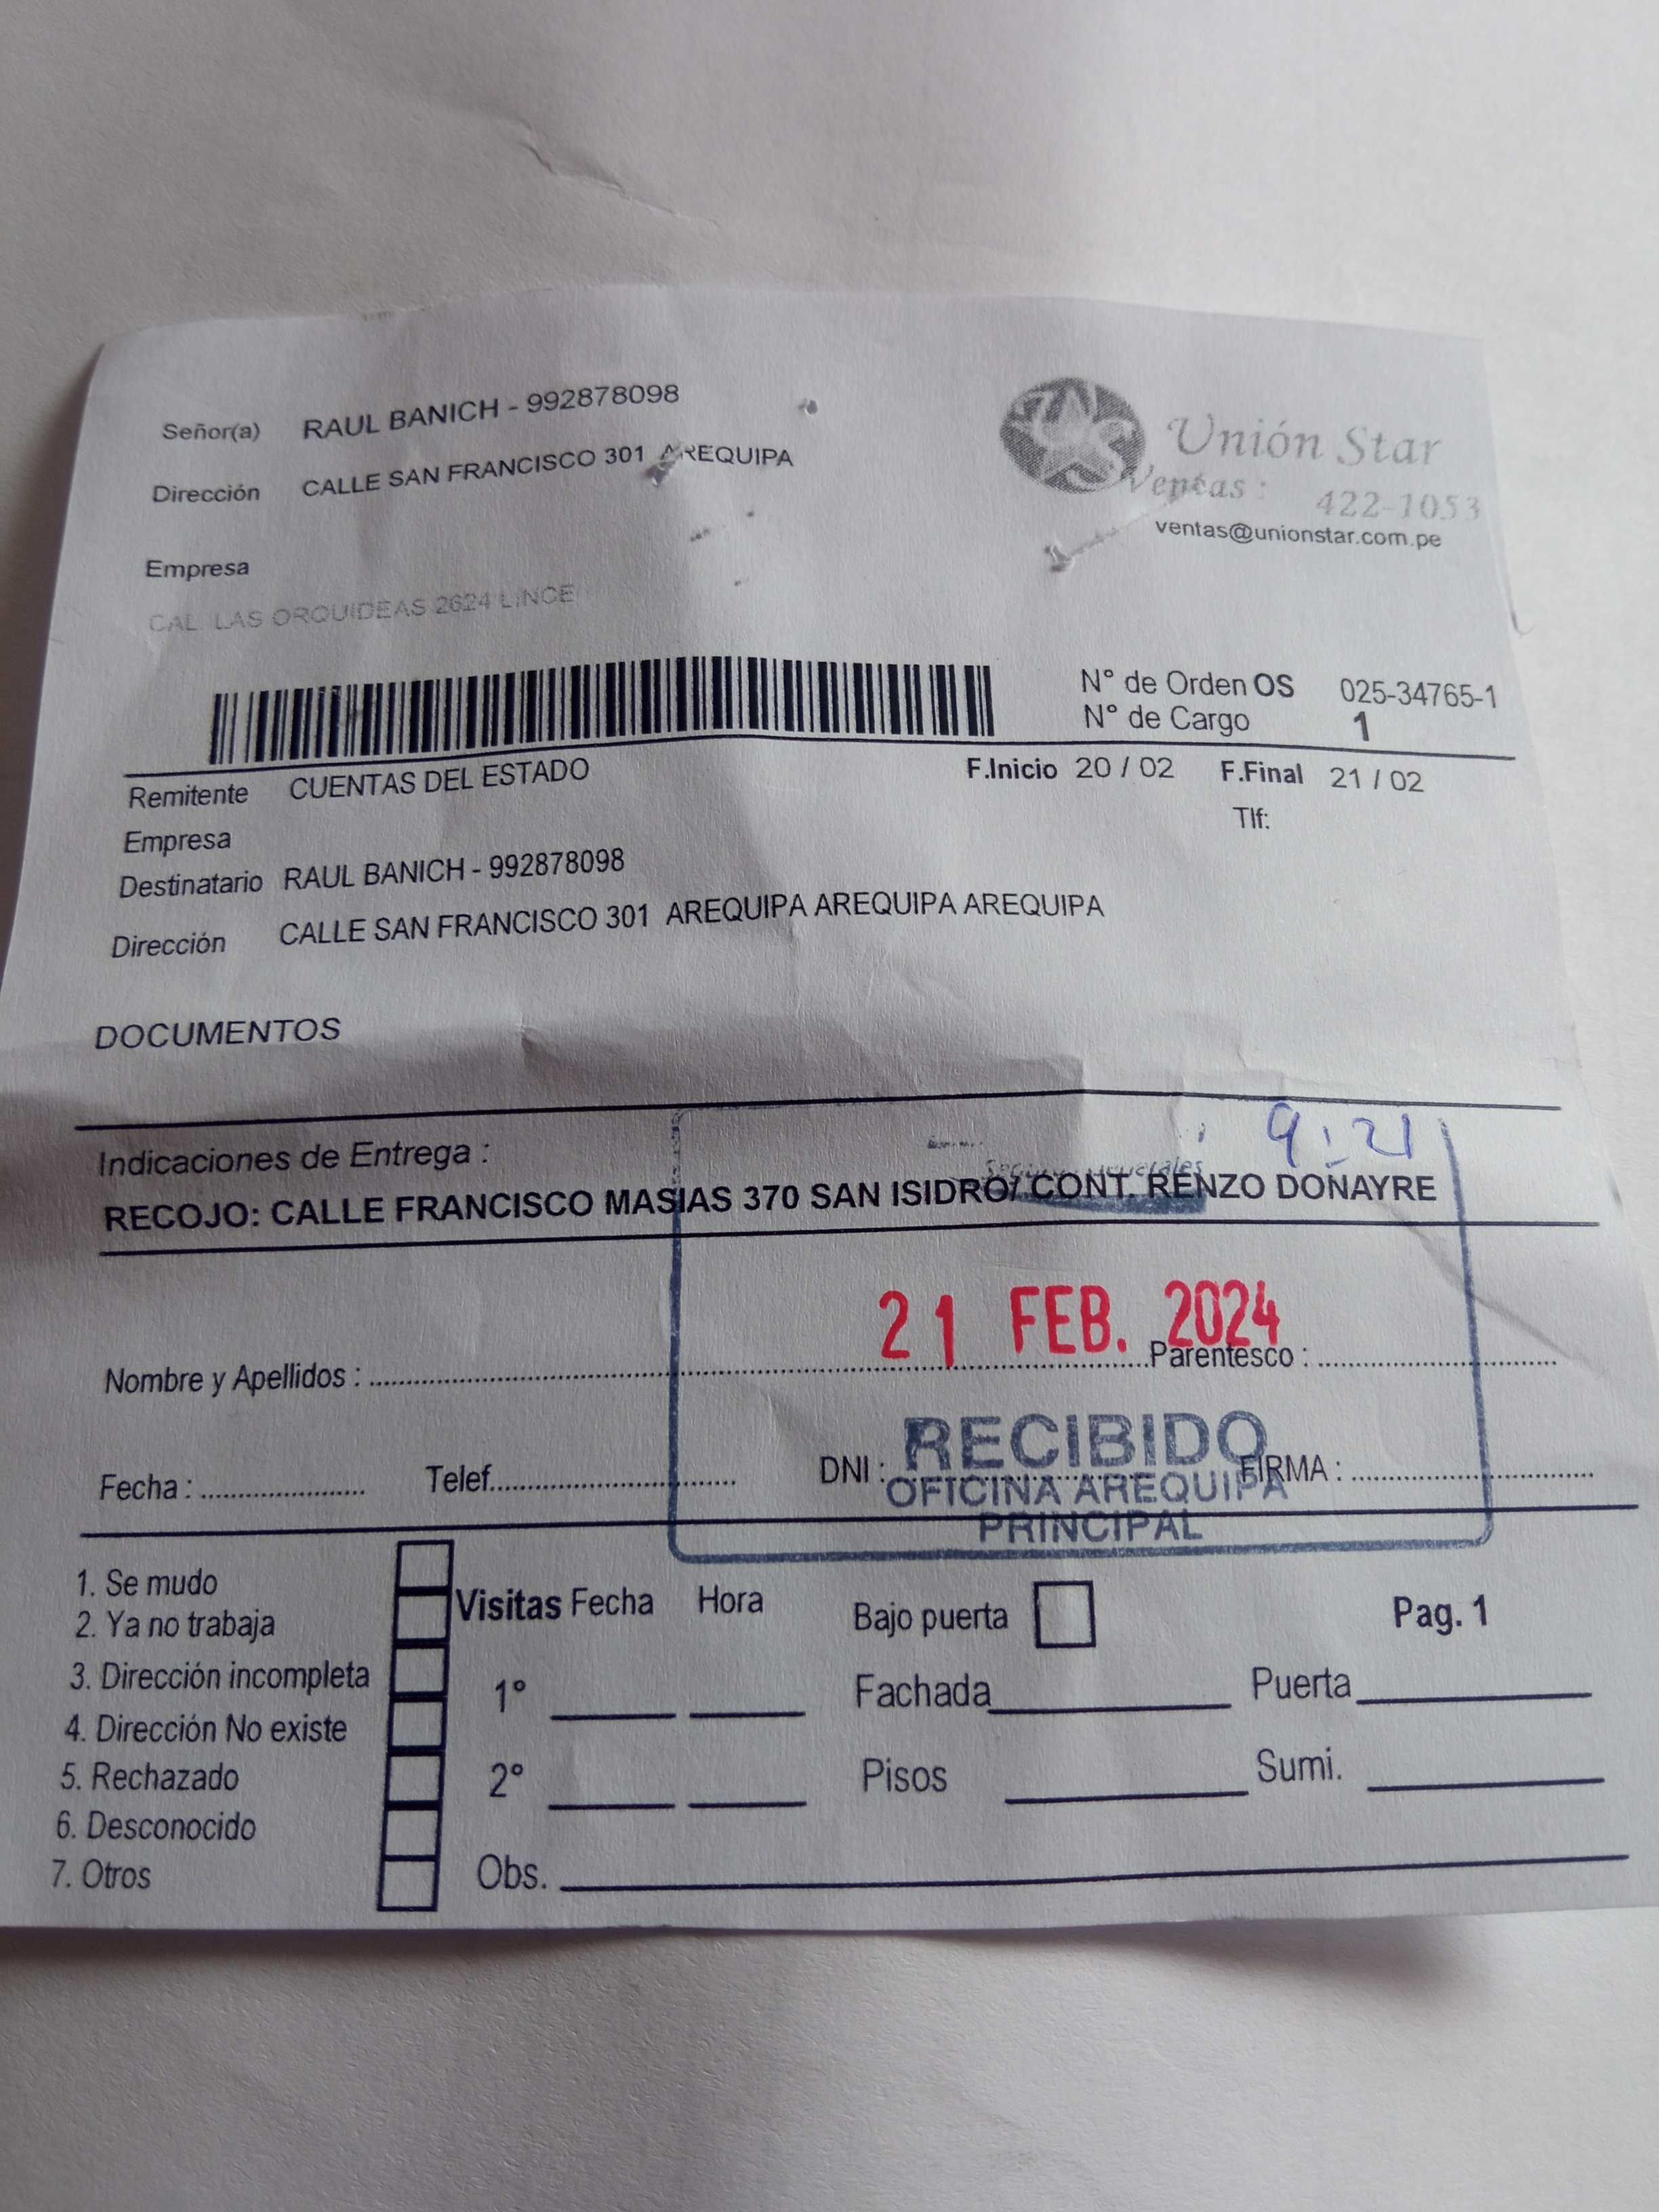 Señor(a) RAUL BANICH - 992878098
Dirección CALLE SAN FRANCISCO 301 AREQUIPA
Unión Star
Ventas : 422-1053
ventas@unionstar.com.pe
Empresa
CAL LAS ORQUIDEAS 2624 LINCE
N° de Orden OS 025-34765-1
N° de Cargo 1
Remitente CUENTAS DEL ESTADO F.Inicio 20 / 02 F.Final 21 / 02
Empresa Tlf:
Destinatario RAUL BANICH - 992878098
Dirección CALLE SAN FRANCISCO 301 AREQUIPA AREQUIPA AREQUIPA
DOCUMENTOS
9:21
Indicaciones de Entrega :
Generales
RECOJO: CALLE FRANCISCO MASIAS 370 SAN ISIDRO/ CONT. RENZO DONAYRE
21 FEB. 2024
Nombre y Apellidos : Parentesco :
RECIBIDO
Fecha : Telef. DNI : FIRMA :
OFICINA AREQUIPA
PRINCIPAL
1. Se mudo
2. Ya no trabaja
3. Dirección incompleta
4. Dirección No existe
5. Rechazado
6. Desconocido
7. Otros
Visitas Fecha Hora
1°
2°
Obs.
Bajo puerta Pag. 1
Fachada Puerta
Pisos Sumi.